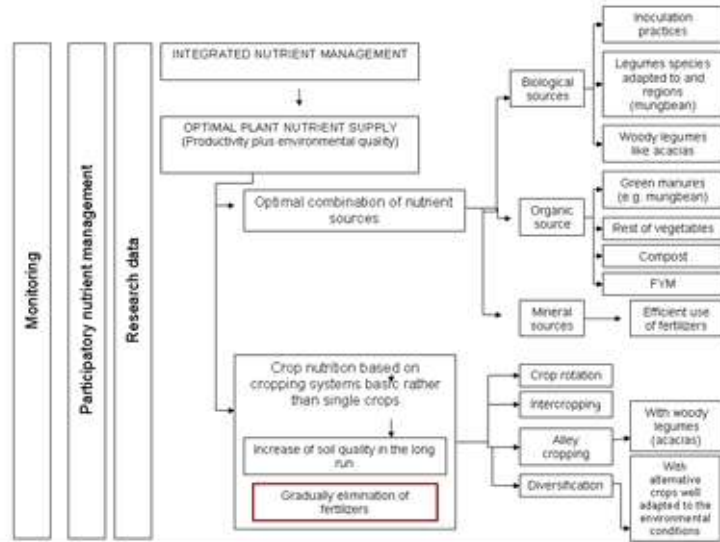 Monitoring
Participatory nutrient management
Research data
INTEGRATED NUTRIENT MANAGEMENT
OPTIMAL PLANT NUTRIENT SUPPLY
(Productivity plus environmental quality)
Optimal combination of nutrient
sources
Biological
sources
Inoculation
practices
Legumes species
adapted to arid
regions
(mungbean)
Woody legumes
like acacias
Organic
source
Green manures
(e.g. mungbean)
Rest of vegetables
Compost
FYM
Mineral
sources
Efficient use
of fertilizers
Crop nutrition based on
cropping systems basic rather
than single crops
Increase of soil quality in the long
run
Gradually elimination of
fertilizers
Crop rotation
Intercropping
Alley
cropping
With woody
legumes
(acacias)
Diversification
With
alternative
crops well
adapted to the
environmental
conditions